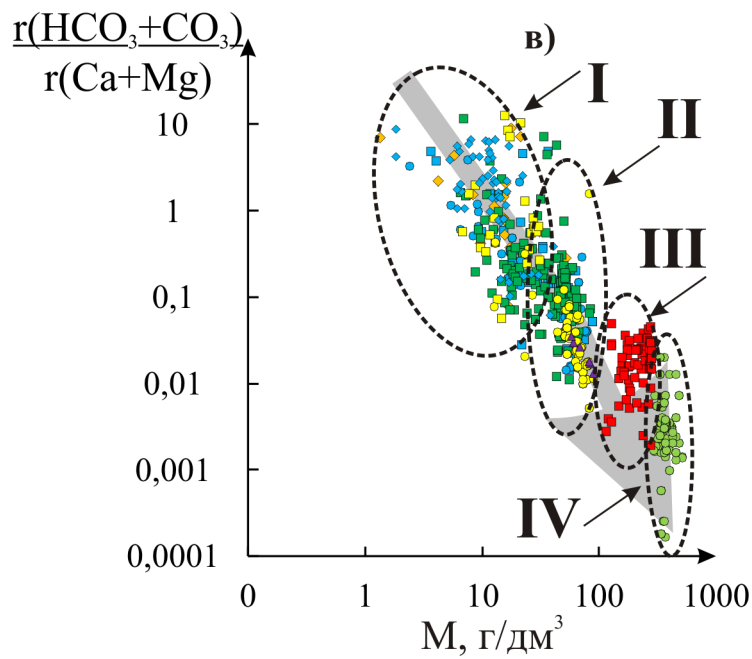 r(HCO₃+CO₃)
r(Ca+Mg)
в)
I
II
III
IV
10
1
0,1
0,01
0,001
0,0001
0 1 10 100 1000
M, г/дм³